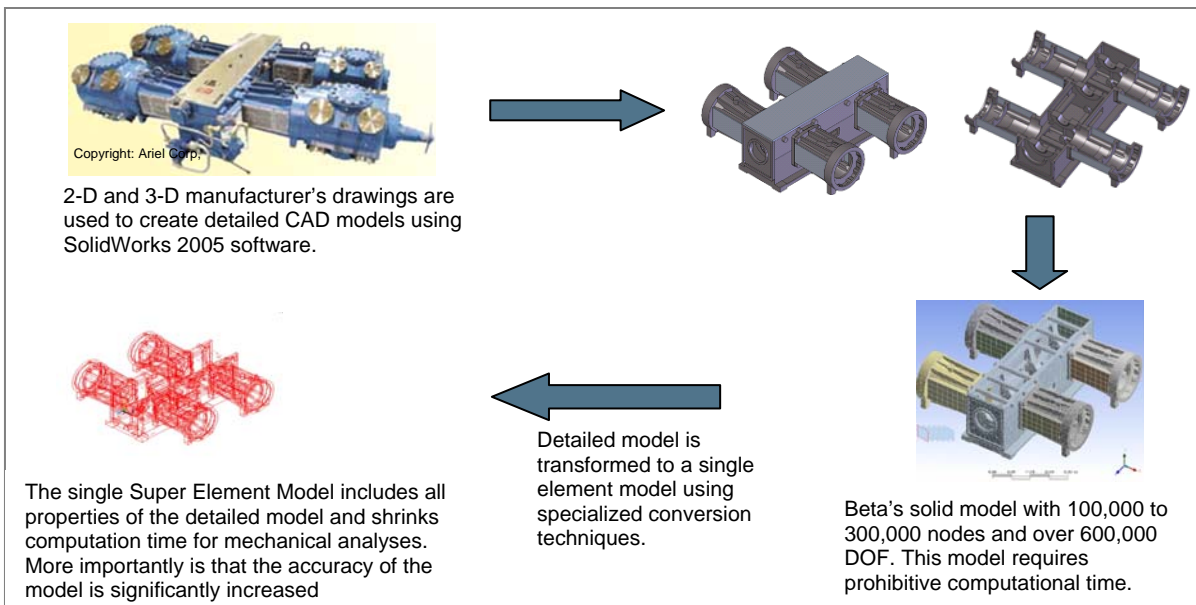 Copyright: Ariel Corp,
2-D and 3-D manufacturer's drawings are
used to create detailed CAD models using
SolidWorks 2005 software.
Beta's solid model with 100,000 to
300,000 nodes and over 600,000
DOF. This model requires
prohibitive computational time.
Detailed model is
transformed to a single
element model using
specialized conversion
techniques.
The single Super Element Model includes all
properties of the detailed model and shrinks
computation time for mechanical analyses.
More importantly is that the accuracy of the
model is significantly increased